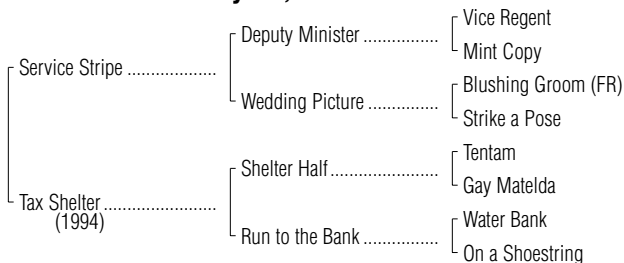 Vice Regent
Deputy Minister ................
Mint Copy
Service Stripe ...................
Blushing Groom (FR)
Wedding Picture ...............
Strike a Pose
Tentam
Shelter Half.......................
Gay Matelda
Tax Shelter ........................
(1994)
Water Bank
Run to the Bank ................
On a Shoestring